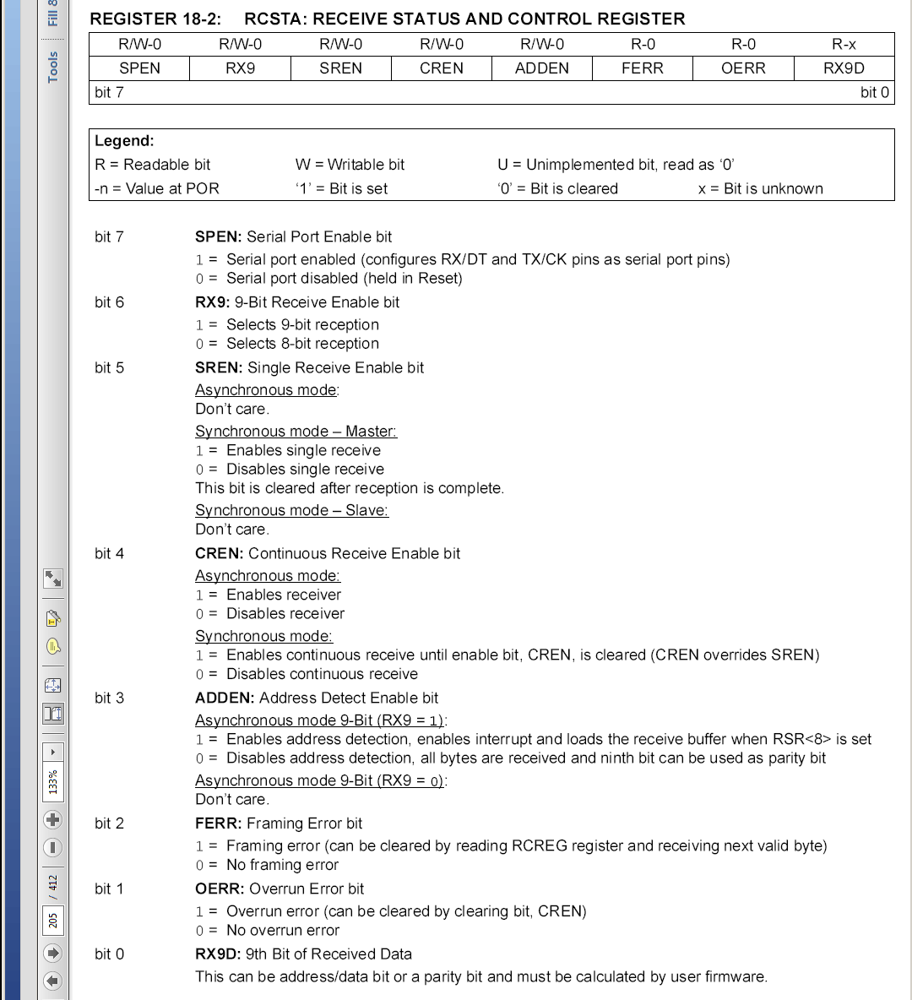 Fill &
Tools
133%
205 / 412
REGISTER 18-2: RCSTA: RECEIVE STATUS AND CONTROL REGISTER
R/W-0 R/W-0 R/W-0 R/W-0 R/W-0 R-0 R-0 R-x
SPEN RX9 SREN CREN ADDEN FERR OERR RX9D
bit 7 bit 0
Legend:
R = Readable bit W = Writable bit U = Unimplemented bit, read as ‘0’
-n = Value at POR ‘1’ = Bit is set ‘0’ = Bit is cleared x = Bit is unknown
bit 7 SPEN: Serial Port Enable bit
1 = Serial port enabled (configures RX/DT and TX/CK pins as serial port pins)
0 = Serial port disabled (held in Reset)
bit 6 RX9: 9-Bit Receive Enable bit
1 = Selects 9-bit reception
0 = Selects 8-bit reception
bit 5 SREN: Single Receive Enable bit
Asynchronous mode:
Don’t care.
Synchronous mode – Master:
1 = Enables single receive
0 = Disables single receive
This bit is cleared after reception is complete.
Synchronous mode – Slave:
Don’t care.
bit 4 CREN: Continuous Receive Enable bit
Asynchronous mode:
1 = Enables receiver
0 = Disables receiver
Synchronous mode:
1 = Enables continuous receive until enable bit, CREN, is cleared (CREN overrides SREN)
0 = Disables continuous receive
bit 3 ADDEN: Address Detect Enable bit
Asynchronous mode 9-Bit (RX9 = 1):
1 = Enables address detection, enables interrupt and loads the receive buffer when RSR<8> is set
0 = Disables address detection, all bytes are received and ninth bit can be used as parity bit
Asynchronous mode 9-Bit (RX9 = 0):
Don’t care.
bit 2 FERR: Framing Error bit
1 = Framing error (can be cleared by reading RCREG register and receiving next valid byte)
0 = No framing error
bit 1 OERR: Overrun Error bit
1 = Overrun error (can be cleared by clearing bit, CREN)
0 = No overrun error
bit 0 RX9D: 9th Bit of Received Data
This can be address/data bit or a parity bit and must be calculated by user firmware.